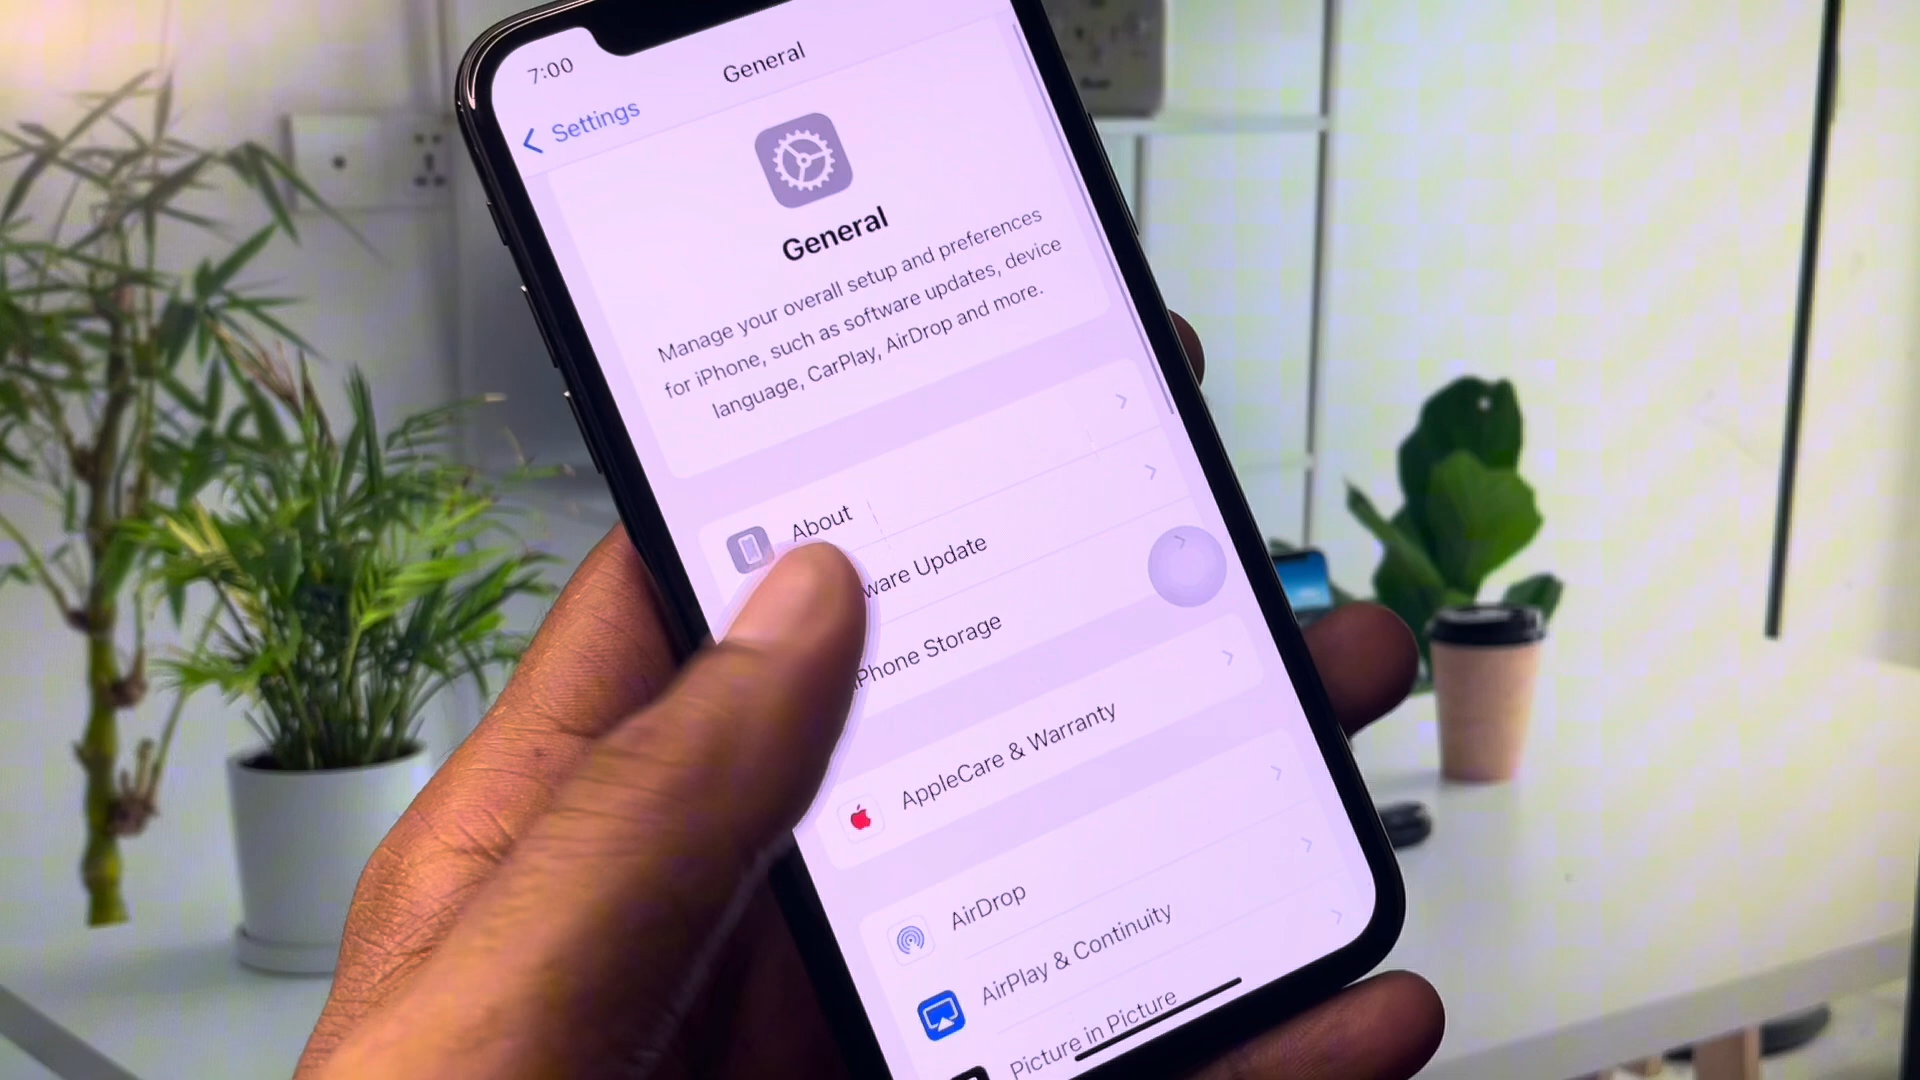 7:00
General
Settings
General
Manage your overall setup and preferences
for iPhone, such as software updates, device
language, CarPlay, AirDrop and more.
About
ware Update
Phone Storage
AppleCare & Warranty
AirDrop
AirPlay & Continuity
Picture in Picture